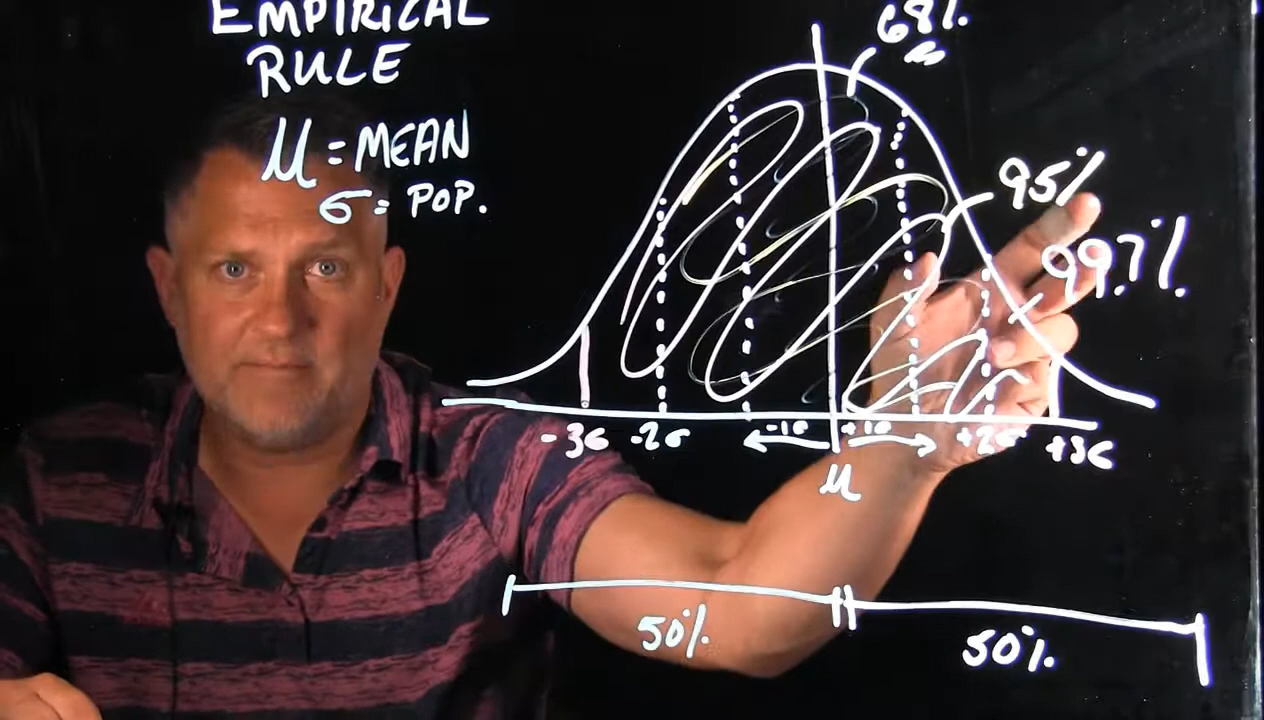 EMPIRICAL
RULE
μ = MEAN
σ = POP.
68%
95%
99.7%
-3σ -2σ -1σ +1σ +2σ +3σ
μ
50% 50%